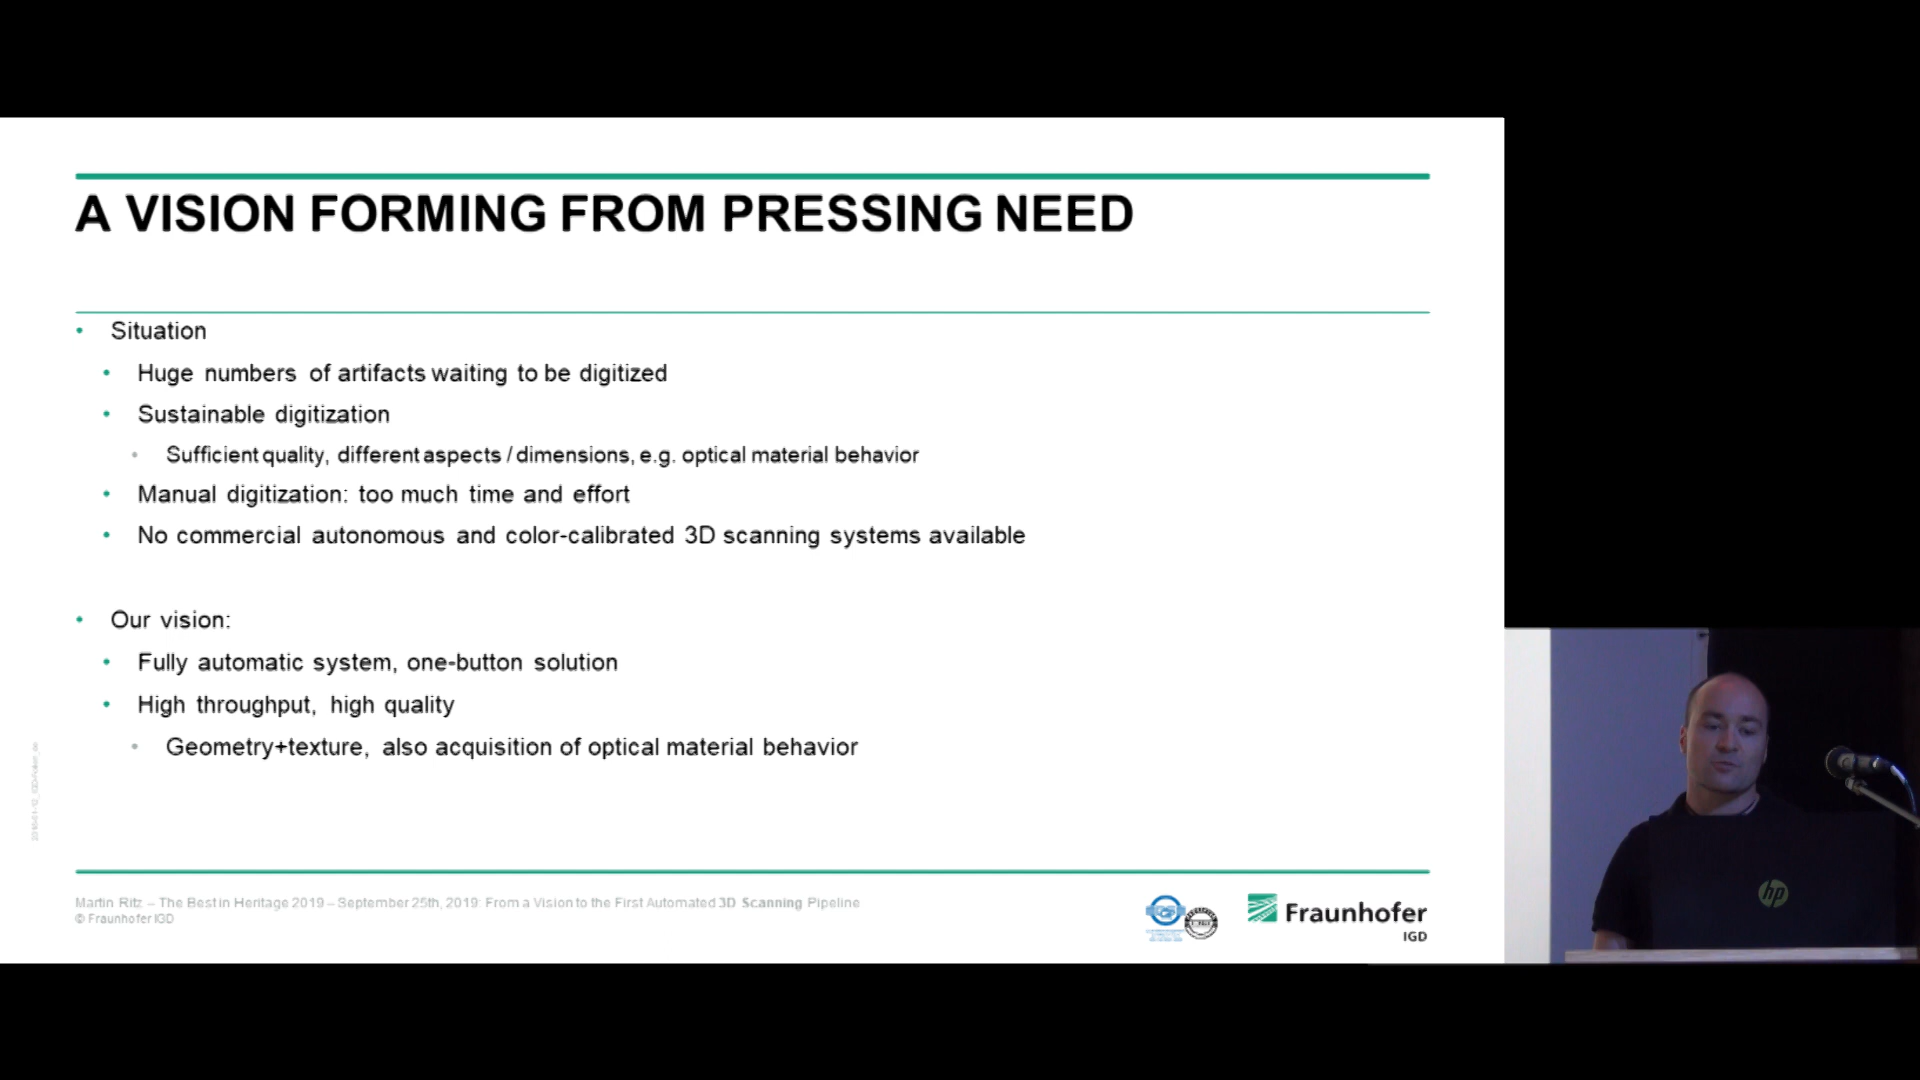 A VISION FORMING FROM PRESSING NEED
• Situation
• Huge numbers of artifacts waiting to be digitized
• Sustainable digitization
• Sufficient quality, different aspects / dimensions, e.g. optical material behavior
• Manual digitization: too much time and effort
• No commercial autonomous and color-calibrated 3D scanning systems available
• Our vision:
• Fully automatic system, one-button solution
• High throughput, high quality
• Geometry+texture, also acquisition of optical material behavior
Martin Ritz – The Best in Heritage 2019 – September 25th, 2019: From a Vision to the First Automated 3D Scanning Pipeline
© Fraunhofer IGD
Fraunhofer
IGD
hp